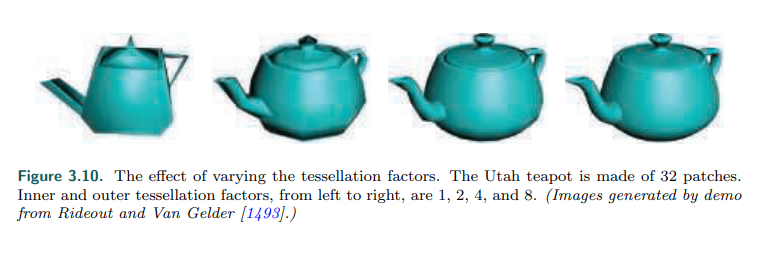 Figure 3.10. The effect of varying the tessellation factors. The Utah teapot is made of 32 patches.
Inner and outer tessellation factors, from left to right, are 1, 2, 4, and 8. (Images generated by demo
from Rideout and Van Gelder [1493].)